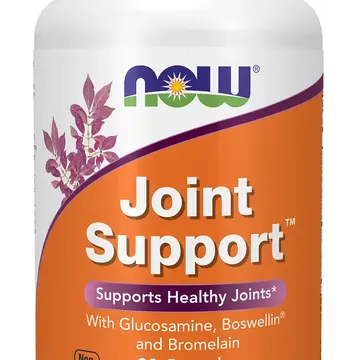 NOW®
Joint
Support™
Supports Healthy Joints*
With Glucosamine, Boswellin®
and Bromelain